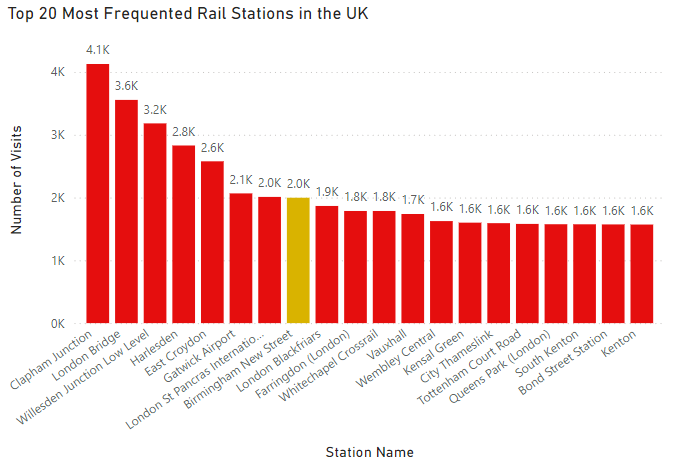 Top 20 Most Frequented Rail Stations in the UK
Number of Visits
4K
3K
2K
1K
0K
4.1K
3.6K
3.2K
2.8K
2.6K
2.1K
2.0K
2.0K
1.9K
1.8K
1.8K
1.7K
1.6K
1.6K
1.6K
1.6K
1.6K
1.6K
1.6K
1.6K
Clapham Junction
London Bridge
Willesden Junction Low Level
Harlesden
East Croydon
Gatwick Airport
London St Pancras Internatio...
Birmingham New Street
London Blackfriars
Farringdon (London)
Whitechapel Crossrail
Vauxhall
Wembley Central
Kensal Green
City Thameslink
Tottenham Court Road
Queens Park (London)
South Kenton
Bond Street Station
Kenton
Station Name